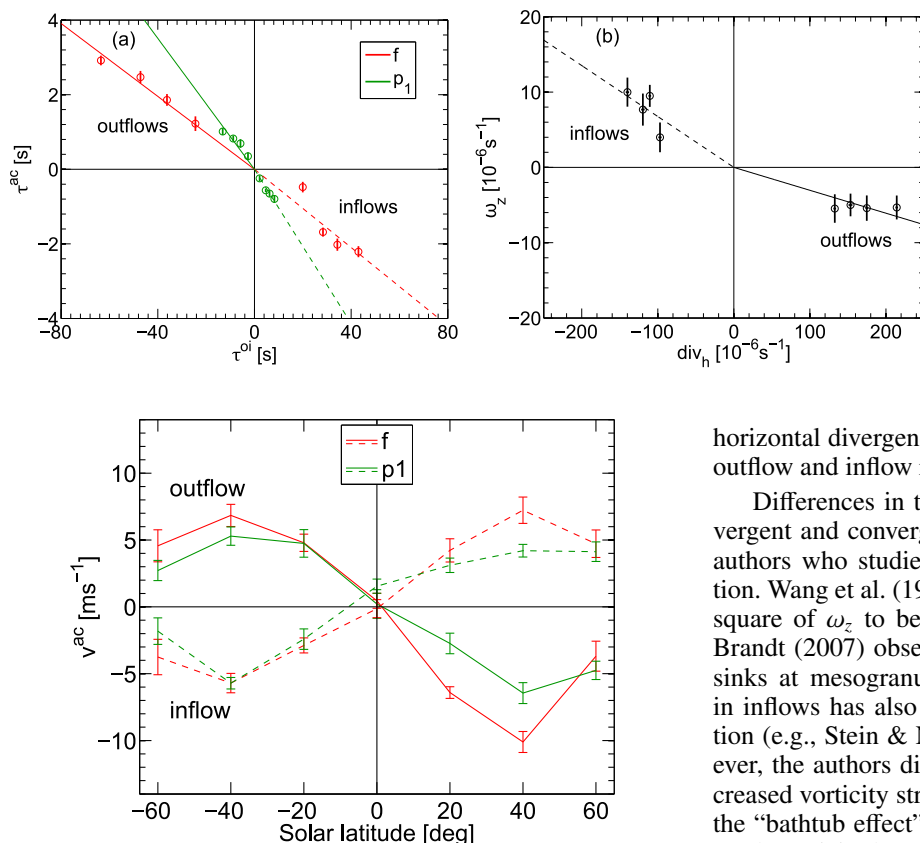 (a)
f
p1
outflows
inflows
τ^ac [s]
4
2
0
−2
−4
−80
−40
0
40
80
τ^oi [s]
(b)
inflows
outflows
ω_z [10^−6 s^−1]
20
10
0
−10
−20
−200
−100
0
100
200
div_h [10^−6 s^−1]
f
p1
outflow
inflow
v^ac [ms^−1]
10
5
0
−5
−10
−60
−40
−20
0
20
40
60
Solar latitude [deg]
horizontal divergen
outflow and inflow
Differences in t
vergent and converg
authors who studie
tion. Wang et al. (19
square of ω_z to be
Brandt (2007) obser
sinks at mesogranu
in inflows has also
tion (e.g., Stein &
ever, the authors di
creased vorticity str
the “bathtub effect”